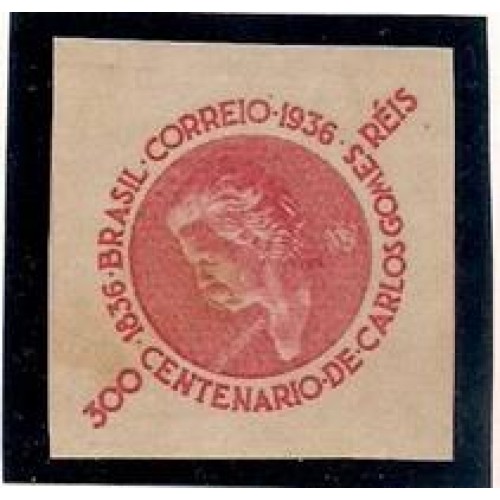 1836 · BRASIL · CORREIO · 1936 ·
CENTENARIO · DE · CARLOS GOMES
300 RÉIS